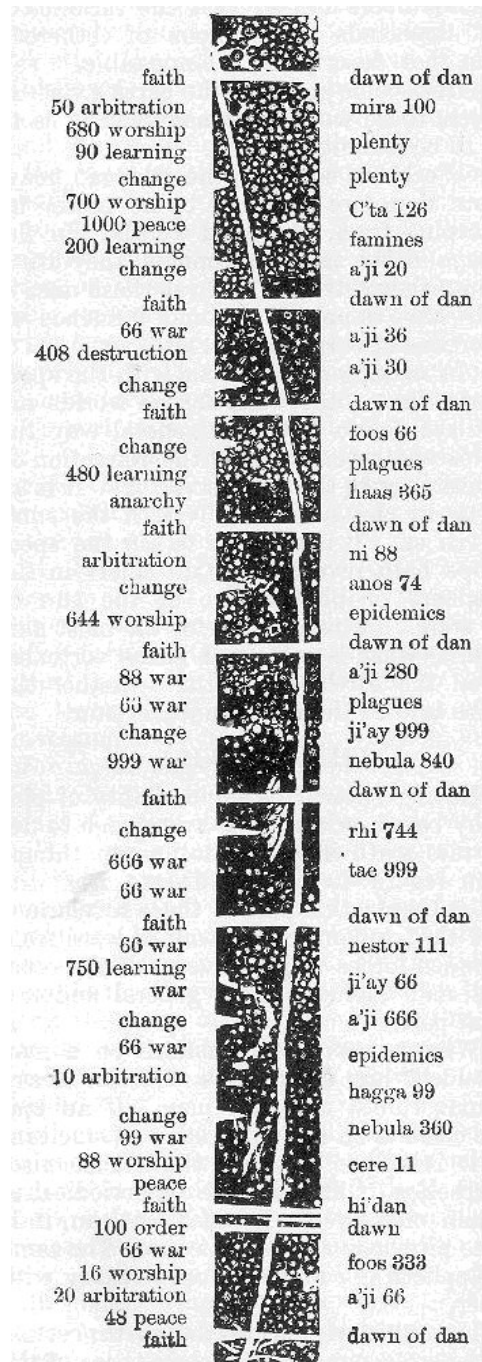 faith
50 arbitration
680 worship
90 learning
change
700 worship
1000 peace
200 learning
change
faith
66 war
408 destruction
change
faith
change
480 learning
anarchy
faith
arbitration
change
644 worship
faith
88 war
66 war
change
999 war
faith
change
666 war
66 war
faith
66 war
750 learning
war
change
66 war
10 arbitration
change
99 war
88 worship
peace
faith
100 order
66 war
16 worship
20 arbitration
48 peace
faith
dawn of dan
mira 100
plenty
plenty
C'ta 126
famines
a'ji 20
dawn of dan
a'ji 36
a'ji 30
dawn of dan
foos 66
plagues
haas 365
dawn of dan
ni 88
anos 74
epidemics
dawn of dan
a'ji 280
plagues
ji'ay 999
nebula 840
dawn of dan
rhi 744
tae 999
dawn of dan
nestor 111
ji'ay 66
a'ji 666
epidemics
hagga 99
nebula 360
cere 11
hi'dan
dawn
foos 333
a'ji 66
dawn of dan